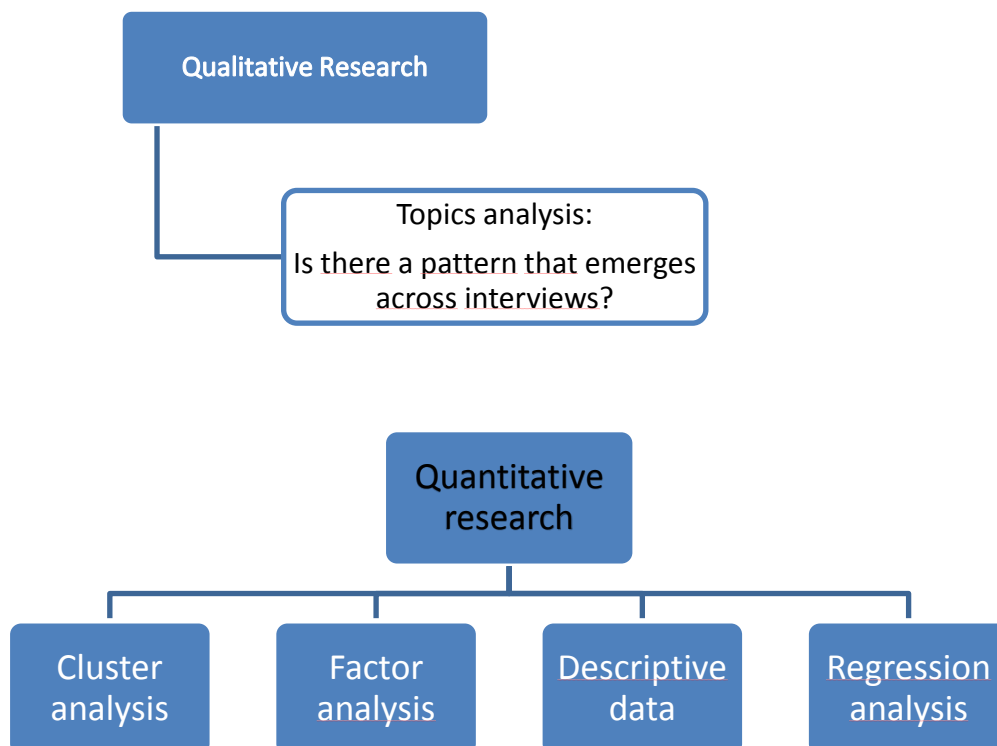 Qualitative Research
Topics analysis:
Is there a pattern that emerges
across interviews?
Quantitative
research
Cluster
analysis
Factor
analysis
Descriptive
data
Regression
analysis